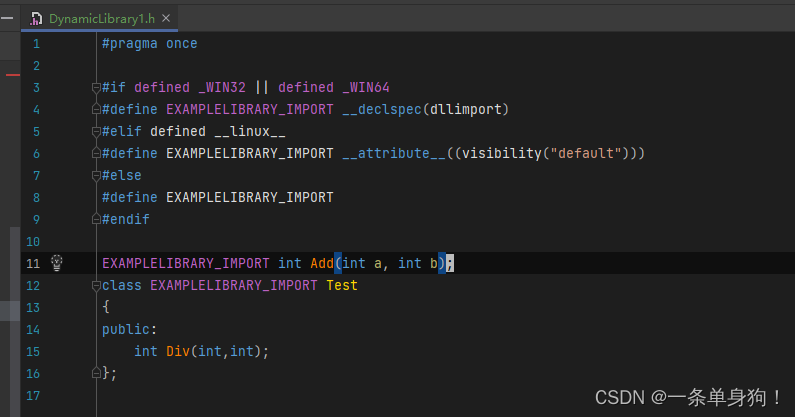 DynamicLibrary1.h
1 #pragma once
2
3 #if defined _WIN32 || defined _WIN64
4 #define EXAMPLELIBRARY_IMPORT __declspec(dllimport)
5 #elif defined __linux__
6 #define EXAMPLELIBRARY_IMPORT __attribute__((visibility("default")))
7 #else
8 #define EXAMPLELIBRARY_IMPORT
9 #endif
10
11 EXAMPLELIBRARY_IMPORT int Add(int a, int b);
12 class EXAMPLELIBRARY_IMPORT Test
13 {
14 public:
15 int Div(int,int);
16 };
17
CSDN @一条单身狗！